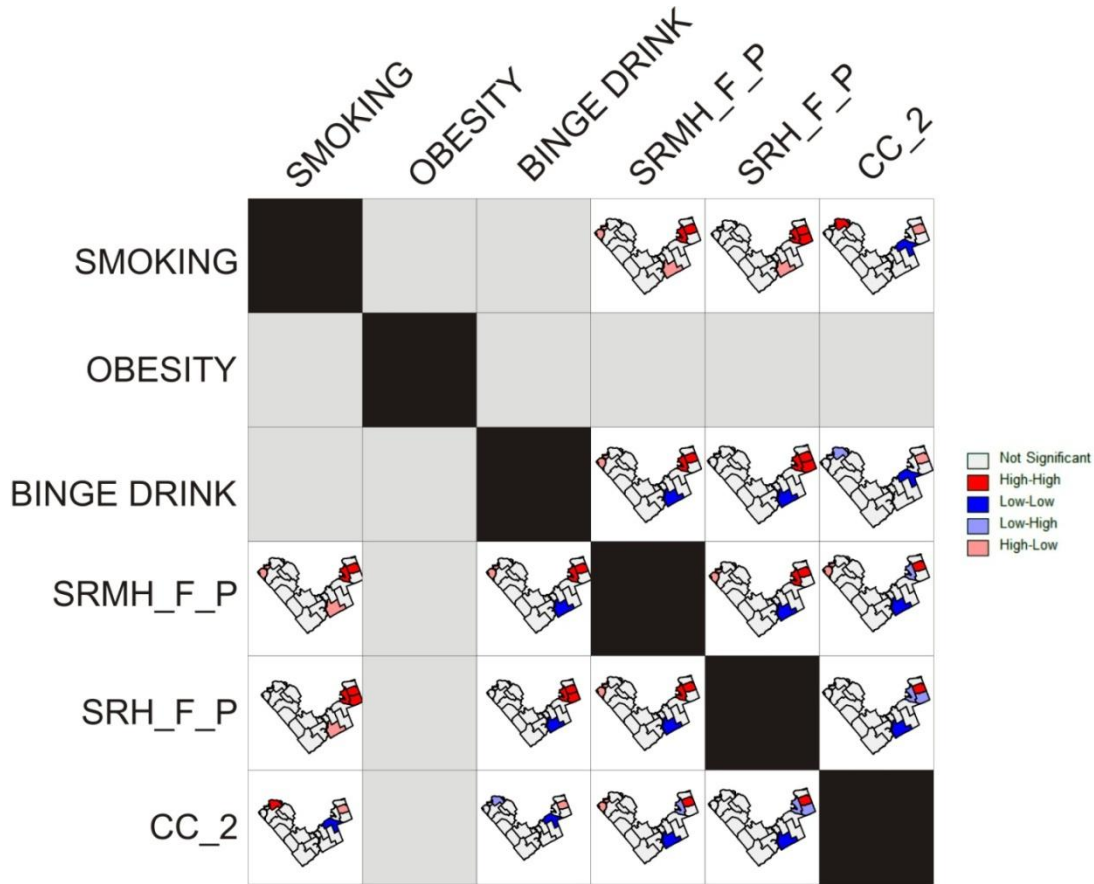 SMOKING
OBESITY
BINGE DRINK
SRMH_F_P
SRH_F_P
CC_2
SMOKING
OBESITY
BINGE DRINK
SRMH_F_P
SRH_F_P
CC_2
Not Significant
High-High
Low-Low
Low-High
High-Low